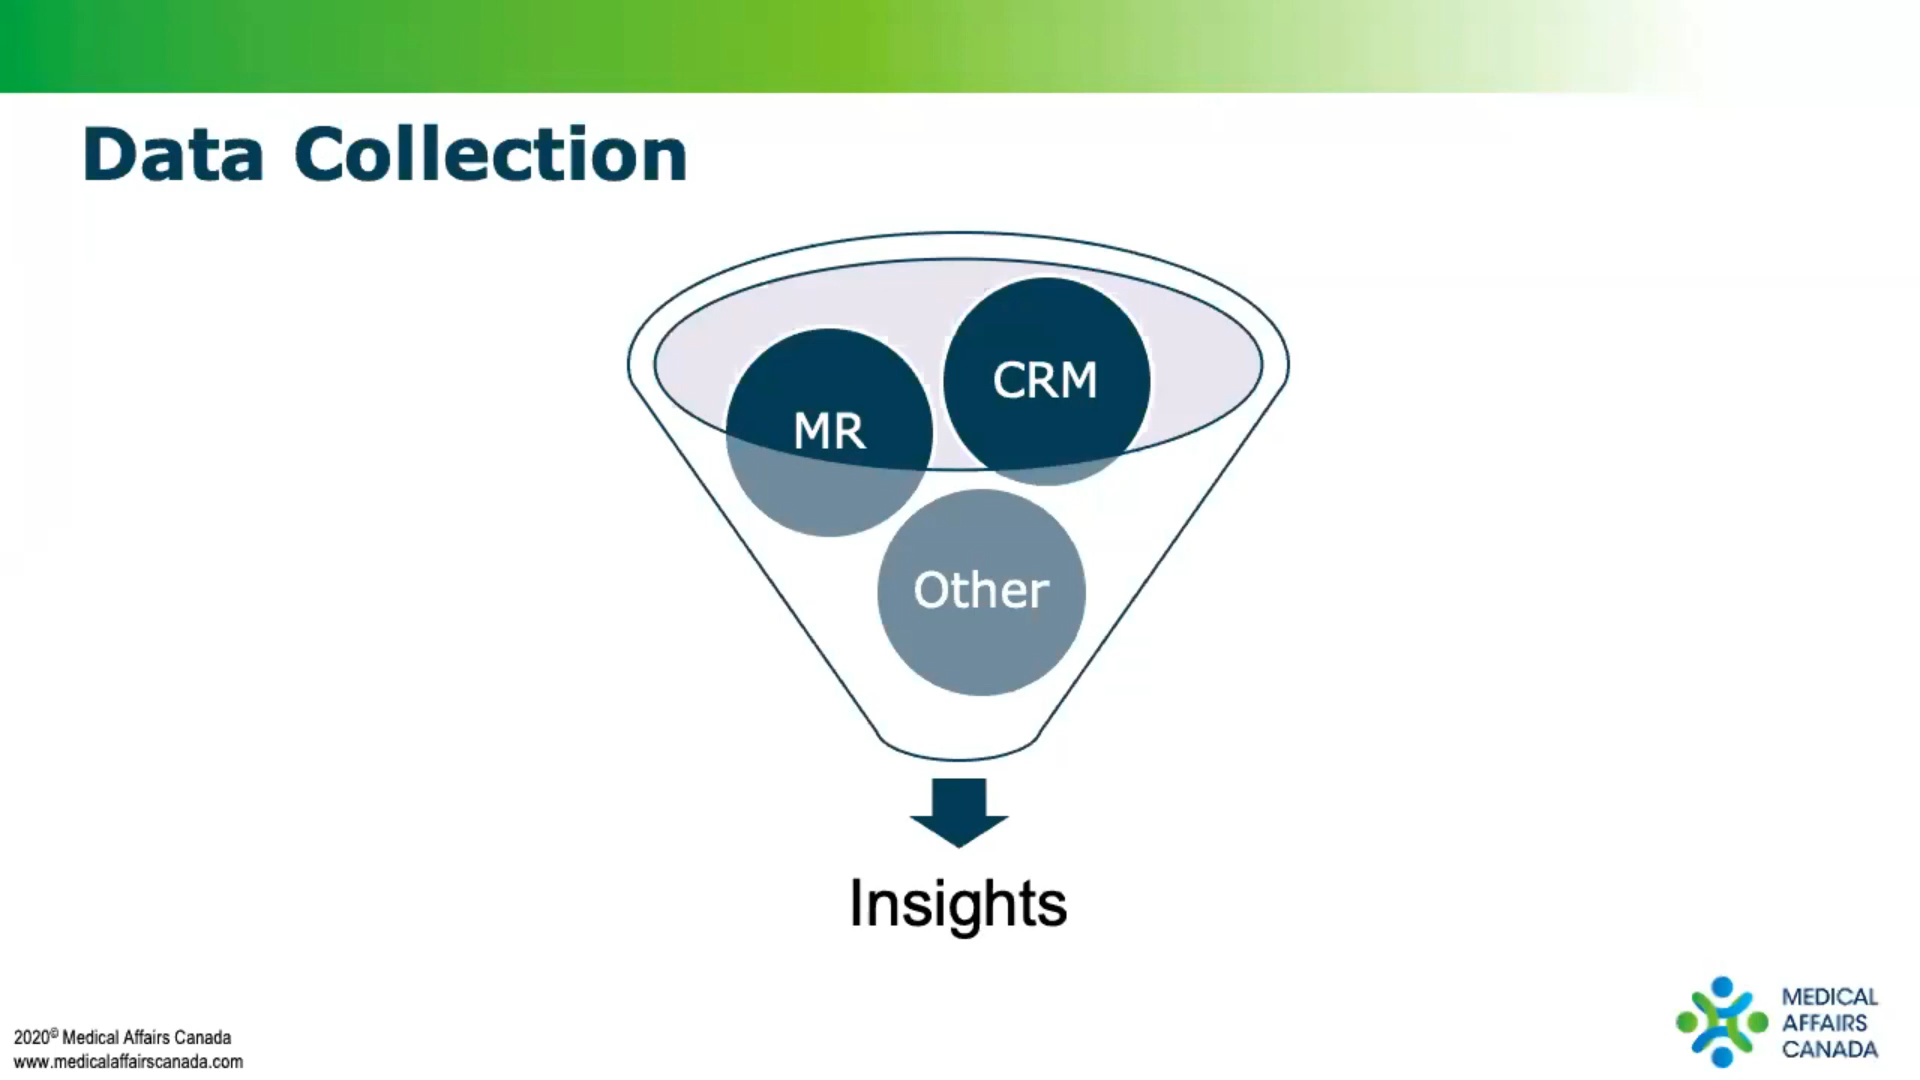 Data Collection
CRM
MR
Other
Insights
2020© Medical Affairs Canada
www.medicalaffairscanada.com
MEDICAL
AFFAIRS
CANADA